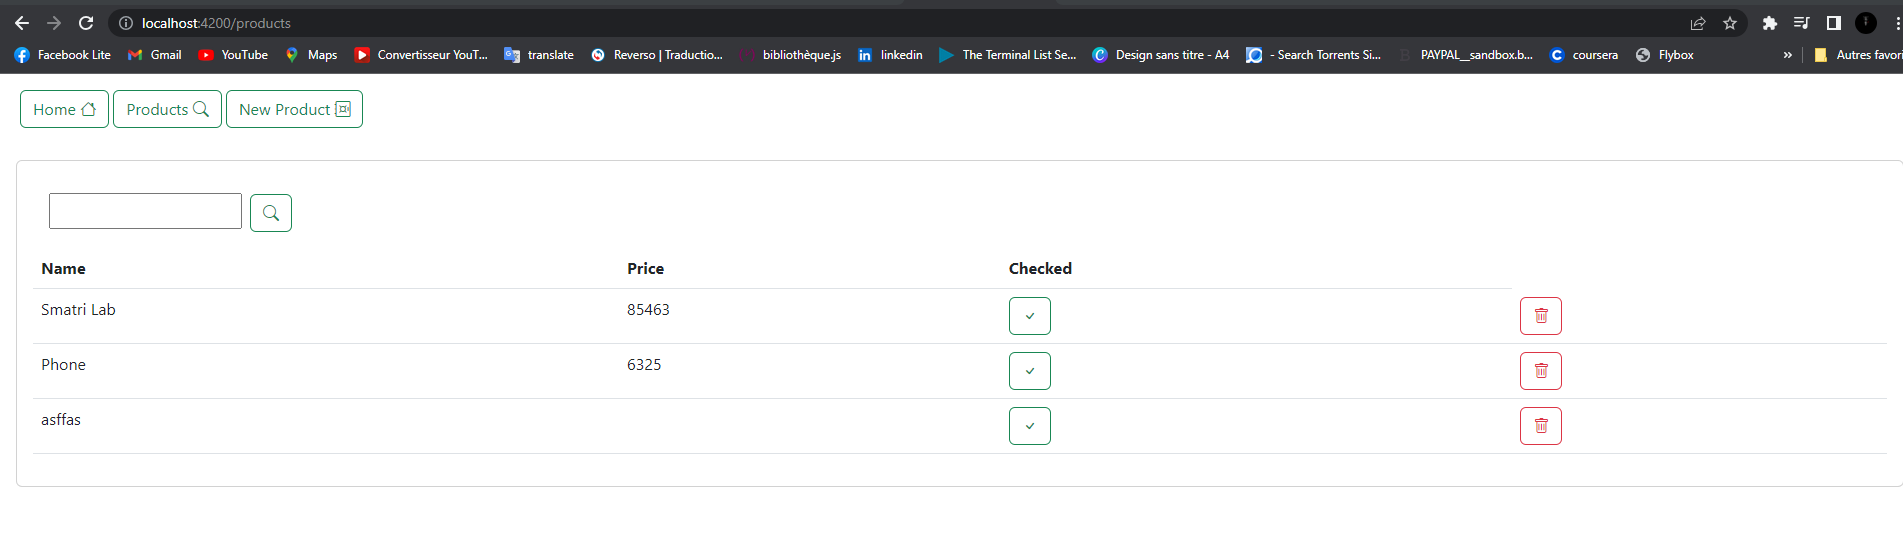 localhost:4200/products
Facebook Lite Gmail YouTube Maps Convertisseur YouT... translate Reverso | Traductio... bibliothèque.js linkedin The Terminal List Se... Design sans titre - A4 - Search Torrents Si... PAYPAL__sandbox.b... coursera Flybox » Autres favori
Home Products New Product
Name Price Checked
Smatri Lab 85463
Phone 6325
asffas